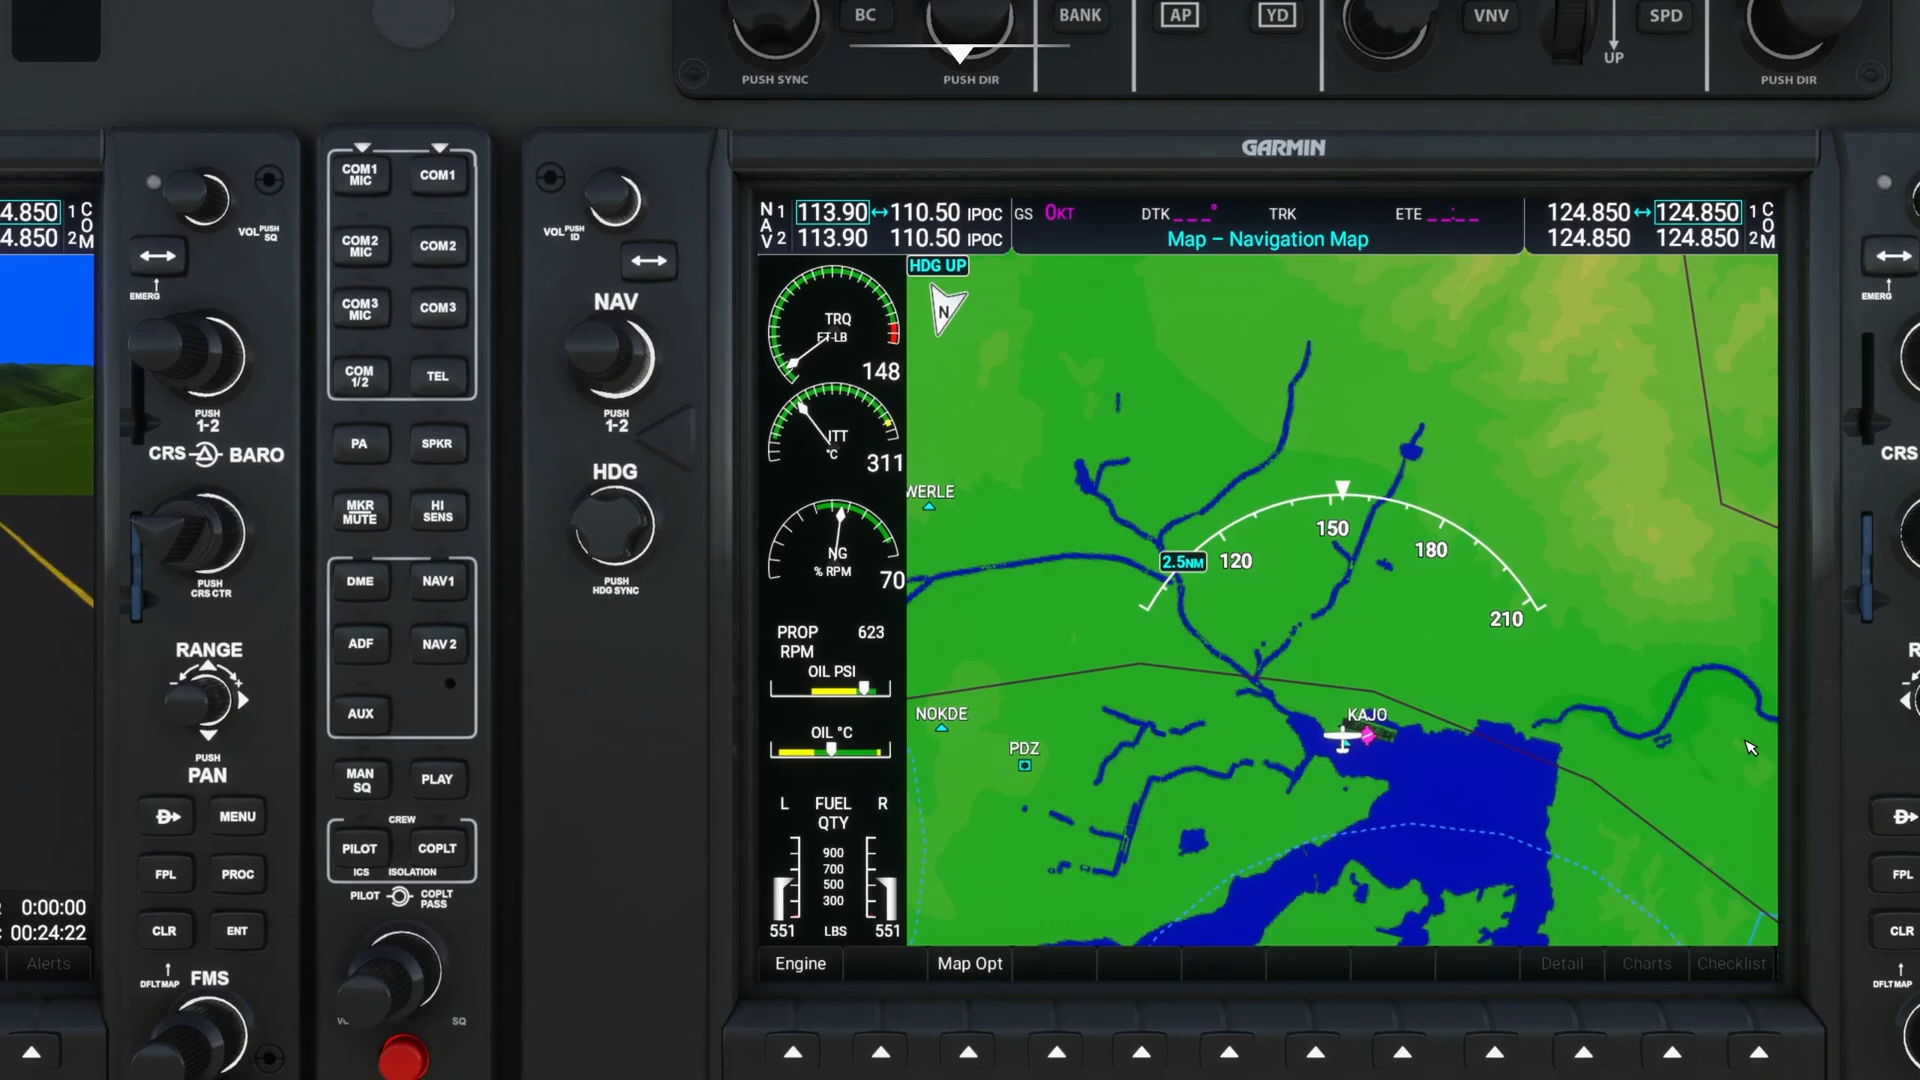 BC
BANK
AP
YD
VNV
SPD
UP
PUSH SYNC
PUSH DIR
PUSH DIR
GARMIN
4.850 1 C
4.850 2 O M
VOL PUSH SQ
EMERG
PUSH
1-2
CRS BARO
PUSH
CRS CTR
RANGE
- +
PUSH
PAN
D MENU
FPL PROC
CLR ENT
DFLT MAP
FMS
0:00:00
00:24:22
Alerts
COM1 MIC
COM1
COM2 MIC
COM2
COM3 MIC
COM3
COM 1/2
TEL
PA
SPKR
MKR MUTE
HI SENS
DME
NAV1
ADF
NAV 2
AUX
MAN SQ
PLAY
CREW
PILOT
COPLT
ICS ISOLATION
PILOT
COPLT PASS
SQ
VOL PUSH ID
NAV
PUSH
1-2
HDG
PUSH
HDG SYNC
N A V
1 113.90 ↔ 110.50 IPOC
2 113.90 110.50 IPOC
GS 0KT
DTK _ _ _°
TRK
ETE _ _:_ _
Map – Navigation Map
124.850 ↔ 124.850 1
124.850 124.850 2
C O M
HDG UP
N
TRQ
FT-LB
148
ITT
°C
311
NG
% RPM
70
PROP RPM 623
OIL PSI
OIL °C
L FUEL QTY R
900
700
500
300
551 LBS 551
WERLE
NOKDE
PDZ
2.5NM
120
150
180
210
KAJO
Engine
Map Opt
Detail
Charts
Checklist
EMERG
CRS
R
D
FPL
CLR
DFLT MAP